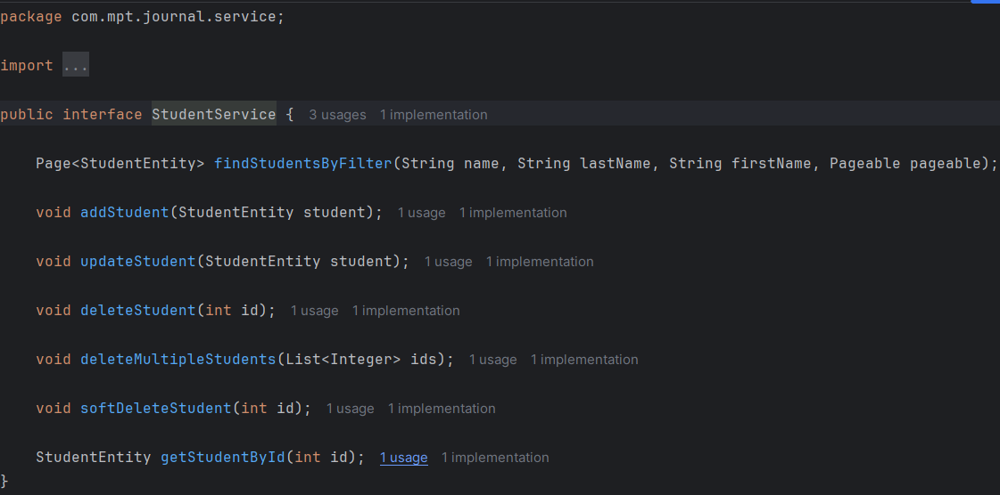 package com.mpt.journal.service;
import ...
public interface StudentService {  3 usages  1 implementation
Page<StudentEntity> findStudentsByFilter(String name, String lastName, String firstName, Pageable pageable);
void addStudent(StudentEntity student);  1 usage  1 implementation
void updateStudent(StudentEntity student);  1 usage  1 implementation
void deleteStudent(int id);  1 usage  1 implementation
void deleteMultipleStudents(List<Integer> ids);  1 usage  1 implementation
void softDeleteStudent(int id);  1 usage  1 implementation
StudentEntity getStudentById(int id);  1 usage  1 implementation
}